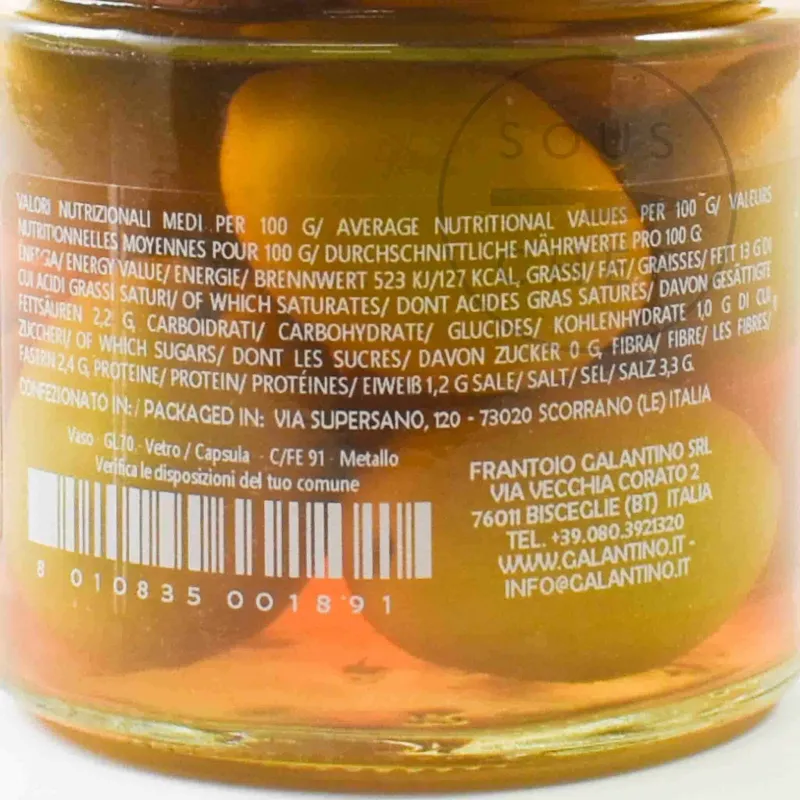 SOUS
VALORI NUTRIZIONALI MEDI PER 100 G/ AVERAGE NUTRITIONAL VALUES PER 100 G/ VALEURS
NUTRITIONNELLES MOYENNES POUR 100 G/ DURCHSCHNITTLICHE NÄHRWERTE PRO 100 G:
ENERGIA/ ENERGY VALUE/ ENERGIE/ BRENNWERT 523 KJ/127 KCAL, GRASSI/ FAT/ GRAISSES/ FETT 13 G DI
CUI ACIDI GRASSI SATURI/ OF WHICH SATURATES/ DONT ACIDES GRAS SATURÉS/ DAVON GESÄTTIGTE
FETTSÄUREN 2,2 G, CARBOIDRATI/ CARBOHYDRATE/ GLUCIDES/ KOHLENHYDRATE 1,0 G DI CUI
ZUCCHERI/ OF WHICH SUGARS/ DONT LES SUCRES/ DAVON ZUCKER 0 G, FIBRA/ FIBRE/ LES FIBRES/
FASERN 2,4 G, PROTEINE/ PROTEIN/ PROTÉINES/ EIWEIß 1,2 G SALE/ SALT/ SEL/ SALZ 3,3 G.
CONFEZIONATO IN: / PACKAGED IN: VIA SUPERSANO, 120 - 73020 SCORRANO (LE) ITALIA
Vaso GL70 - Vetro / Capsula C/FE 91 - Metallo
Verifica le disposizioni del tuo comune
8 010835 001891
FRANTOIO GALANTINO SRL
VIA VECCHIA CORATO 2
76011 BISCEGLIE (BT) ITALIA
TEL. +39.080.3921320
WWW.GALANTINO.IT -
INFO@GALANTINO.IT